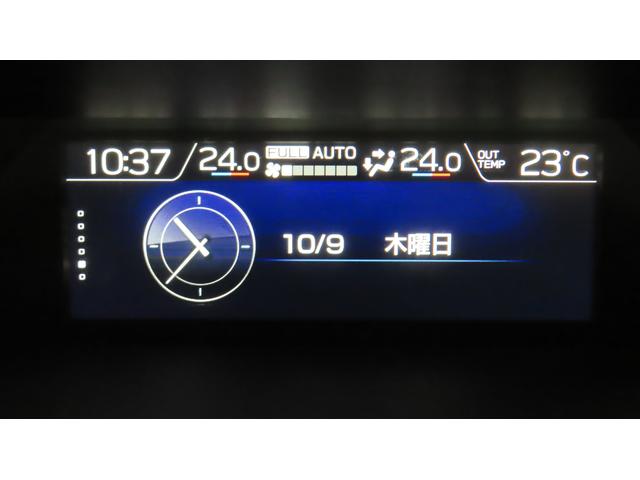 10:37 24.0 FULL AUTO 24.0 OUT TEMP 23°C
10/9 木曜日